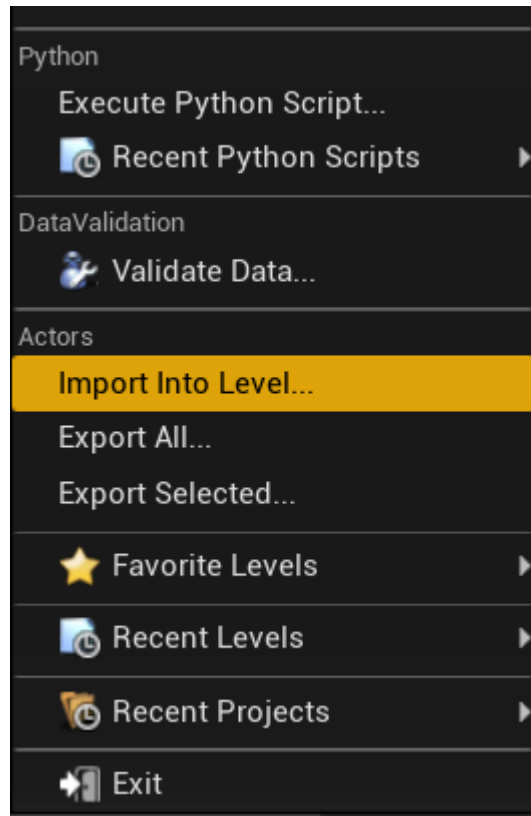 Python
Execute Python Script...
Recent Python Scripts
DataValidation
Validate Data...
Actors
Import Into Level...
Export All...
Export Selected...
Favorite Levels
Recent Levels
Recent Projects
Exit